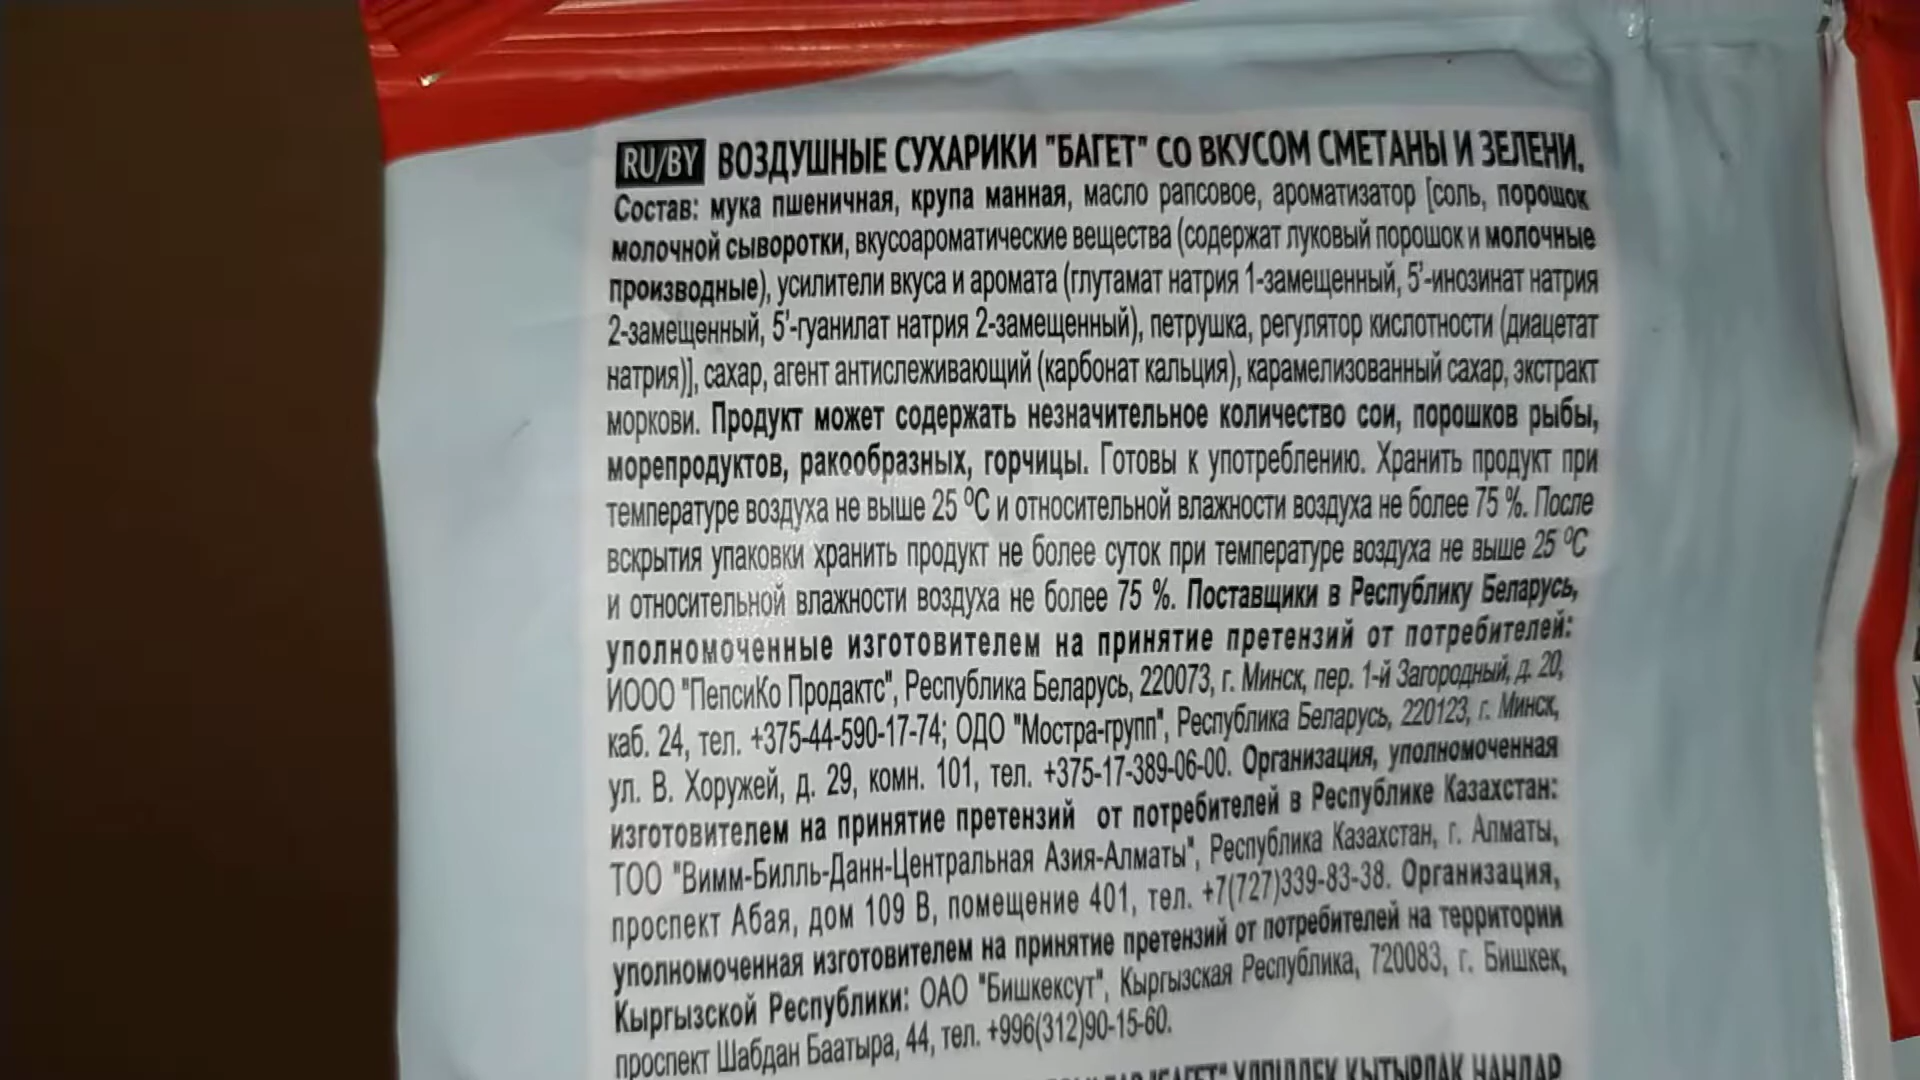 RU/BY ВОЗДУШНЫЕ СУХАРИКИ "БАГЕТ" СО ВКУСОМ СМЕТАНЫ И ЗЕЛЕНИ.
Состав: мука пшеничная, крупа манная, масло рапсовое, ароматизатор [соль, порошок
молочной сыворотки, вкусоароматические вещества (содержат луковый порошок и молочные
производные), усилители вкуса и аромата (глутамат натрия 1-замещенный, 5'-инозинат натрия
2-замещенный, 5'-гуанилат натрия 2-замещенный), петрушка, регулятор кислотности (диацетат
натрия)], сахар, агент антислеживающий (карбонат кальция), карамелизованный сахар, экстракт
моркови. Продукт может содержать незначительное количество сои, порошков рыбы,
морепродуктов, ракообразных, горчицы. Готовы к употреблению. Хранить продукт при
температуре воздуха не выше 25 °С и относительной влажности воздуха не более 75 %. После
вскрытия упаковки хранить продукт не более суток при температуре воздуха не выше 25 °С
и относительной влажности воздуха не более 75 %. Поставщики в Республику Беларусь,
уполномоченные изготовителем на принятие претензий от потребителей:
ИООО "ПепсиКо Продактс", Республика Беларусь, 220073, г. Минск, пер. 1-й Загородный, д. 20,
каб. 24, тел. +375-44-590-17-74; ОДО "Мостра-групп", Республика Беларусь, 220123, г. Минск,
ул. В. Хоружей, д. 29, комн. 101, тел. +375-17-389-06-00. Организация, уполномоченная
изготовителем на принятие претензий от потребителей в Республике Казахстан:
ТОО "Вимм-Билль-Данн-Центральная Азия-Алматы", Республика Казахстан, г. Алматы,
проспект Абая, дом 109 В, помещение 401, тел. +7(727)339-83-38. Организация,
уполномоченная изготовителем на принятие претензий от потребителей на территории
Кыргызской Республики: ОАО "Бишкексут", Кыргызская Республика, 720083, г. Бишкек,
проспект Шабдан Баатыра, 44, тел. +996(312)90-15-60.
"БАГЕТ" ҮЛПІЛДЕК ҚЫТЫРЛАҚ НАНДАР